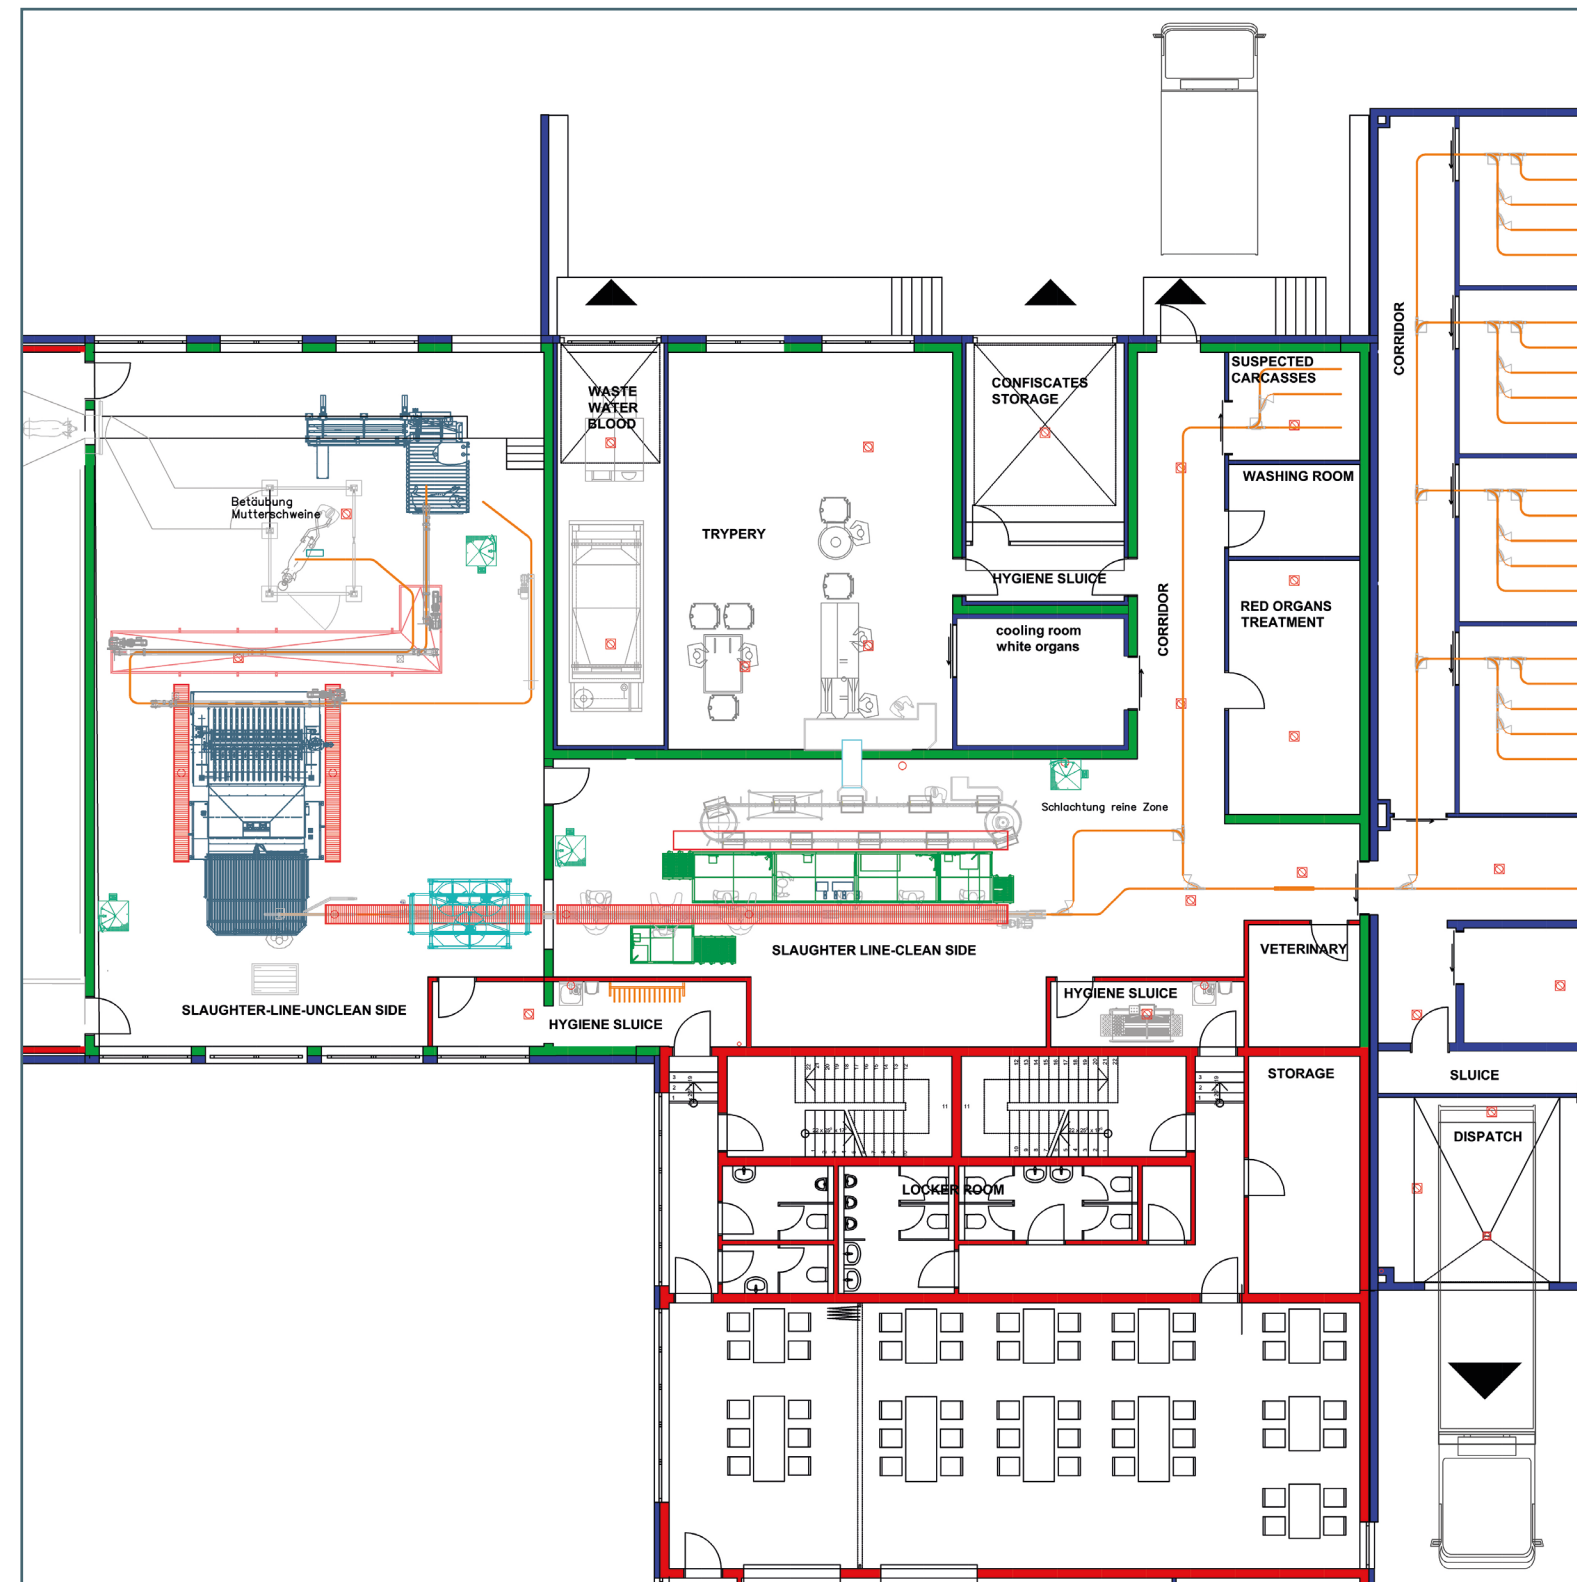 SUSPECTED
CARCASSES
CORRIDOR
CONFISCATES
STORAGE
WASTE
WATER
BLOOD
WASHING ROOM
Betäubung
Mutterschweine
TRYPERY
HYGIENE SLUICE
RED ORGANS
TREATMENT
CORRIDOR
cooling room
white organs
Schlachtung reine Zone
SLAUGHTER LINE-CLEAN SIDE
VETERINARY
HYGIENE SLUICE
SLAUGHTER-LINE-UNCLEAN SIDE
HYGIENE SLUICE
STORAGE
SLUICE
DISPATCH
LOCKER ROOM